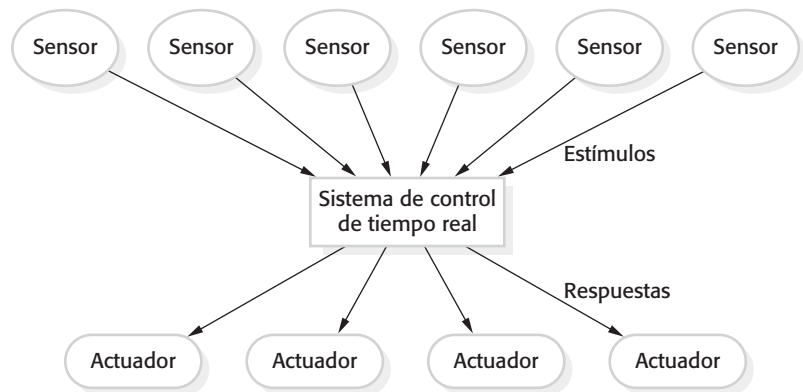 Sensor Sensor Sensor Sensor Sensor Sensor
Estímulos
Sistema de control
de tiempo real
Respuestas
Actuador Actuador Actuador Actuador